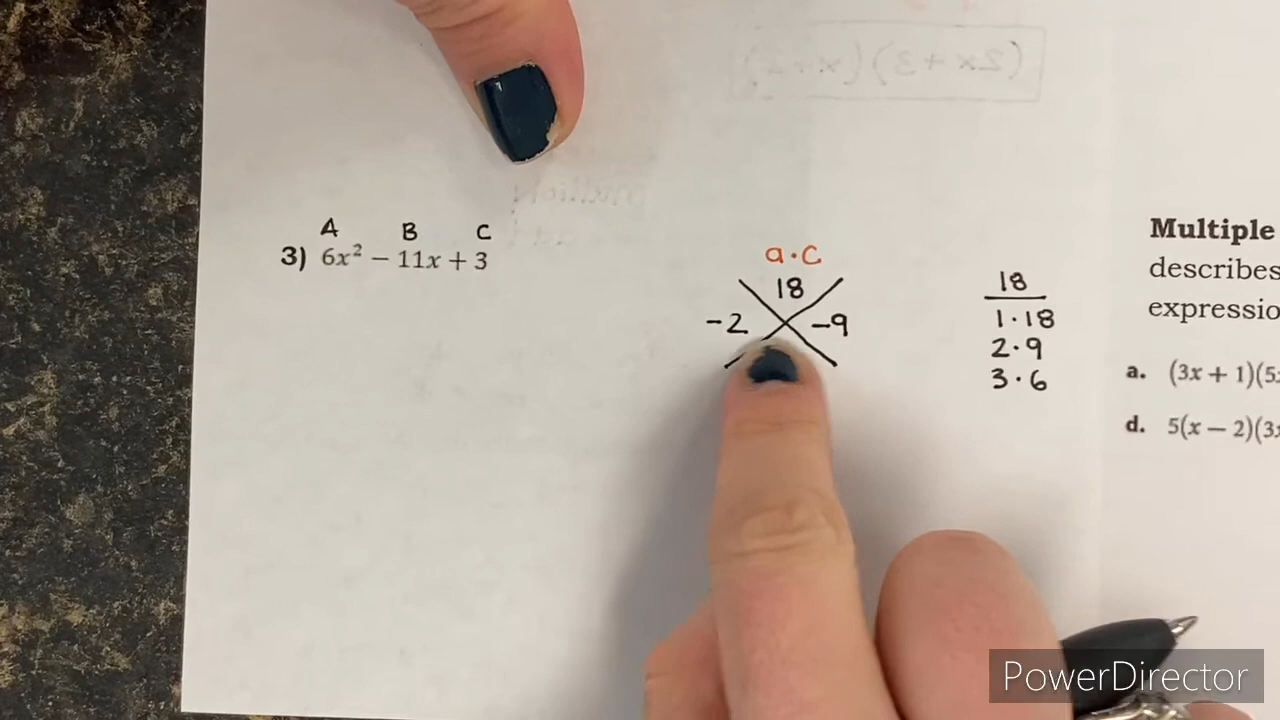 A B C
3) 6x² − 11x + 3
a·c
18
-2 -9
18
1·18
2·9
3·6
Multiple
describes
expressio
a. (3x + 1)(5
d. 5(x − 2)(3
PowerDirector